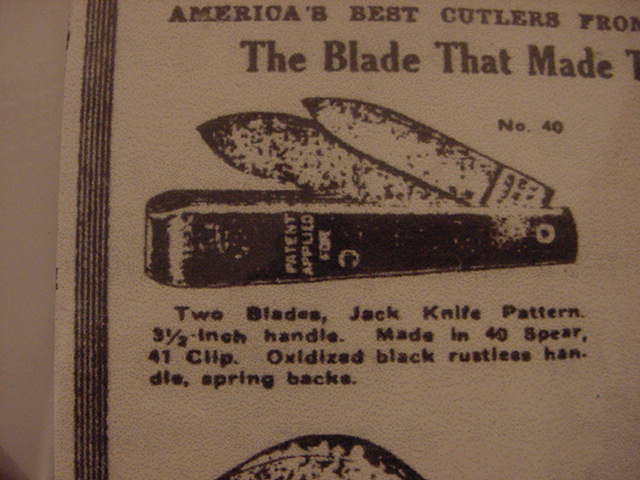 AMERICA'S BEST CUTLERS FROM
The Blade That Made
No. 40
PATENT
APPLIED
FOR
Two Blades, Jack Knife Pattern.
3½-inch handle. Made in 40 Spear,
41 Clip. Oxidized black rustless han-
dle, spring backs.